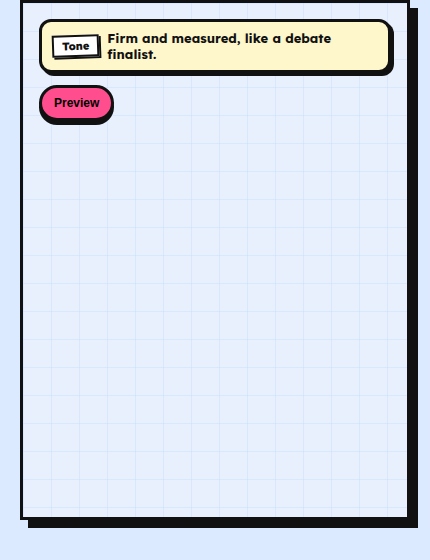 Tone
Firm and measured, like a debate
finalist.
Preview